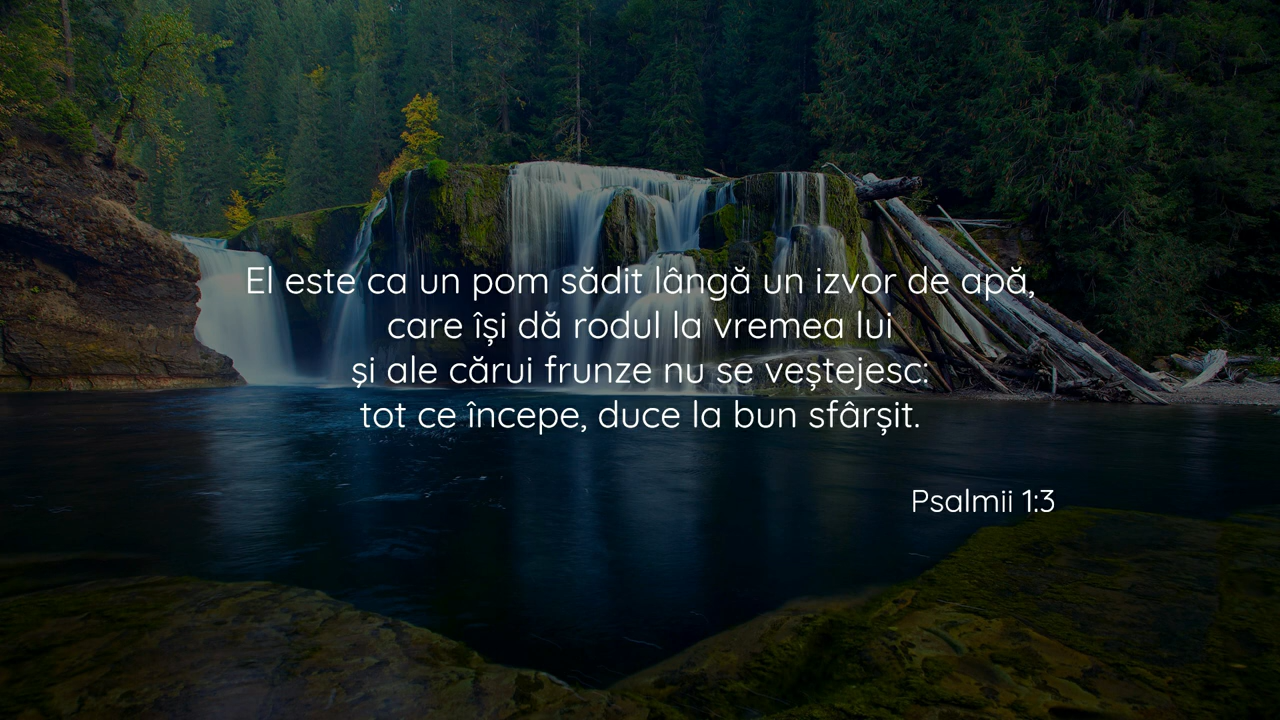 El este ca un pom sădit lângă un izvor de apă,
care își dă rodul la vremea lui
și ale cărui frunze nu se veștejesc:
tot ce începe, duce la bun sfârșit.
Psalmii 1:3